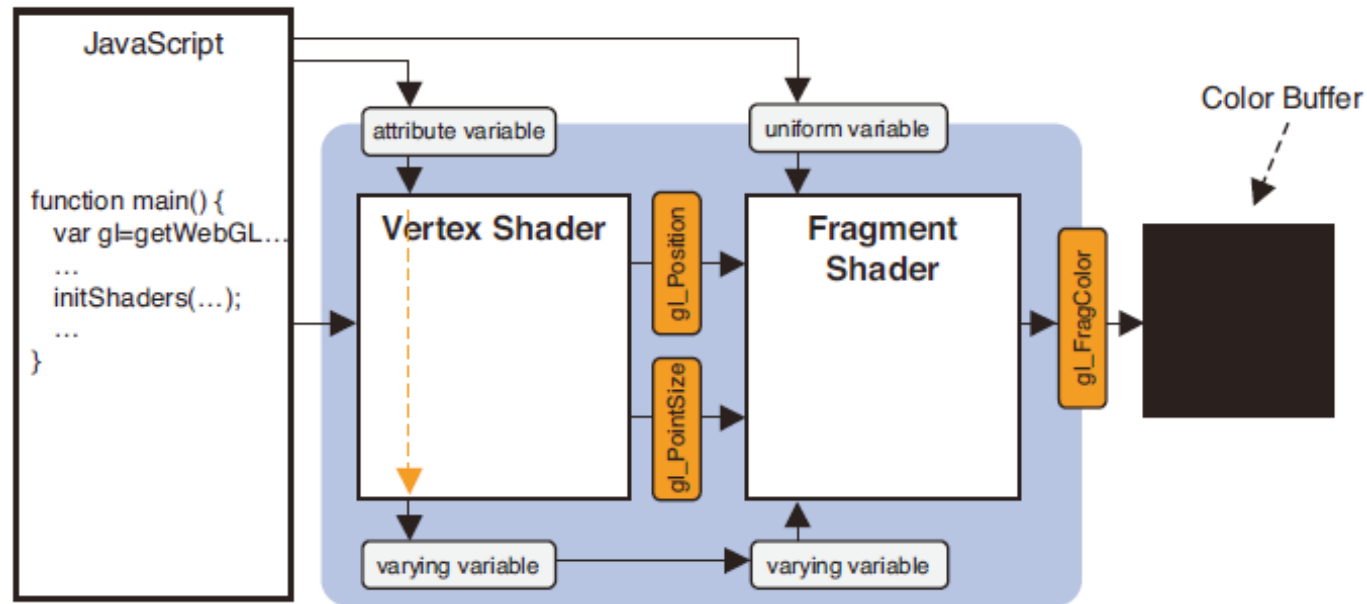 JavaScript
function main() {
var gl=getWebGL…
…
initShaders(…);
…
}
attribute variable
uniform variable
Color Buffer
Vertex Shader
gl_Position
gl_PointSize
Fragment
Shader
gl_FragColor
varying variable
varying variable